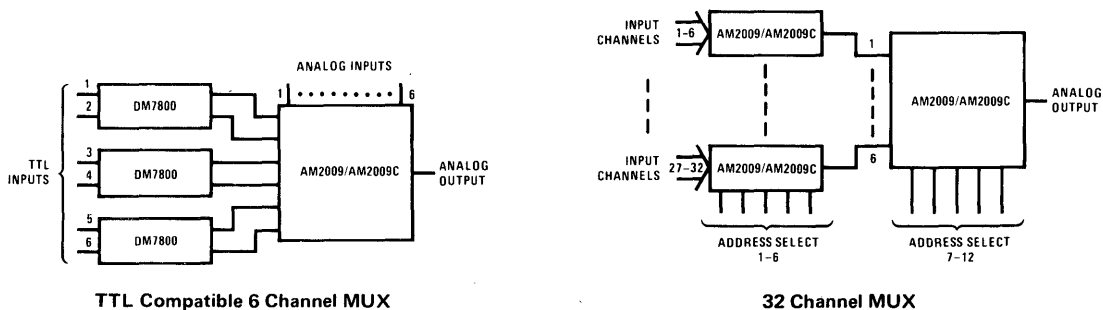 ANALOG INPUTS
1
6
1
2
DM7800
3
4
DM7800
5
6
DM7800
TTL
INPUTS
AM2009/AM2009C
ANALOG
OUTPUT
TTL Compatible 6 Channel MUX
INPUT
CHANNELS
1-6
AM2009/AM2009C
1
INPUT
CHANNELS
27-32
AM2009/AM2009C
6
AM2009/AM2009C
ANALOG
OUTPUT
ADDRESS SELECT
1-6
ADDRESS SELECT
7-12
32 Channel MUX